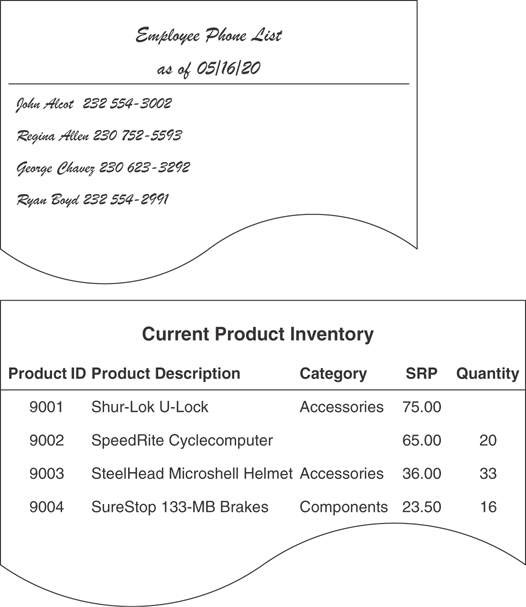 Employee Phone List
as of 05/16/20
John Alcot 232 554-3002
Regina Allen 230 752-5593
George Chavez 230 623-3292
Ryan Boyd 232 554-2991
Current Product Inventory
Product ID Product Description Category SRP Quantity
9001 Shur-Lok U-Lock Accessories 75.00
9002 SpeedRite Cyclecomputer 65.00 20
9003 SteelHead Microshell Helmet Accessories 36.00 33
9004 SureStop 133-MB Brakes Components 23.50 16